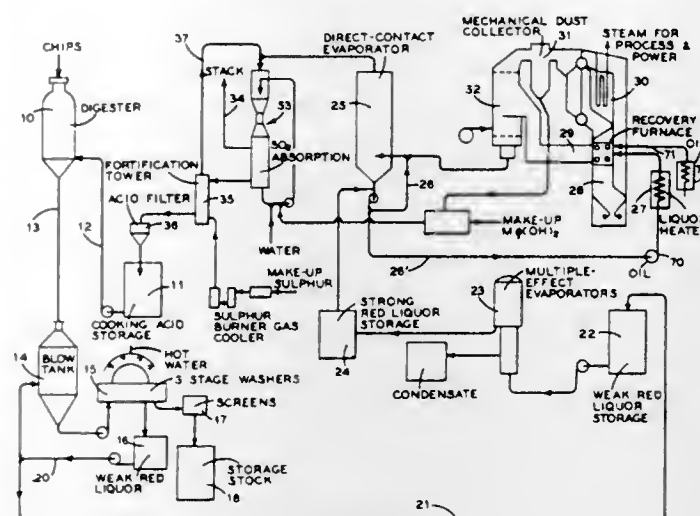 CHIPS
10
DIGESTER
13
12
FORTIFICATION
TOWER
ACID FILTER
36
35
11
COOKING ACID
STORAGE
37
STACK
34
53
SO2
ABSORPTION
WATER
MAKE-UP
SULPHUR
SULPHUR
BURNER GAS
COOLER
DIRECT-CONTACT
EVAPORATOR
25
26
26'
MECHANICAL DUST
COLLECTOR
31
32
STEAM FOR
PROCESS &
POWER
30
RECOVERY
FURNACE
29
71
28
27
LIQUOR
HEATER
70
OIL
MAKE-UP
Mg(OH)2
STRONG
RED LIQUOR
STORAGE
24
23
MULTIPLE-
EFFECT
EVAPORATORS
CONDENSATE
22
WEAK RED
LIQUOR
STORAGE
14
BLOW
TANK
HOT
WATER
15
3 STAGE WASHERS
SCREENS
17
16
WEAK RED
LIQUOR
20
STORAGE
STOCK
18
21